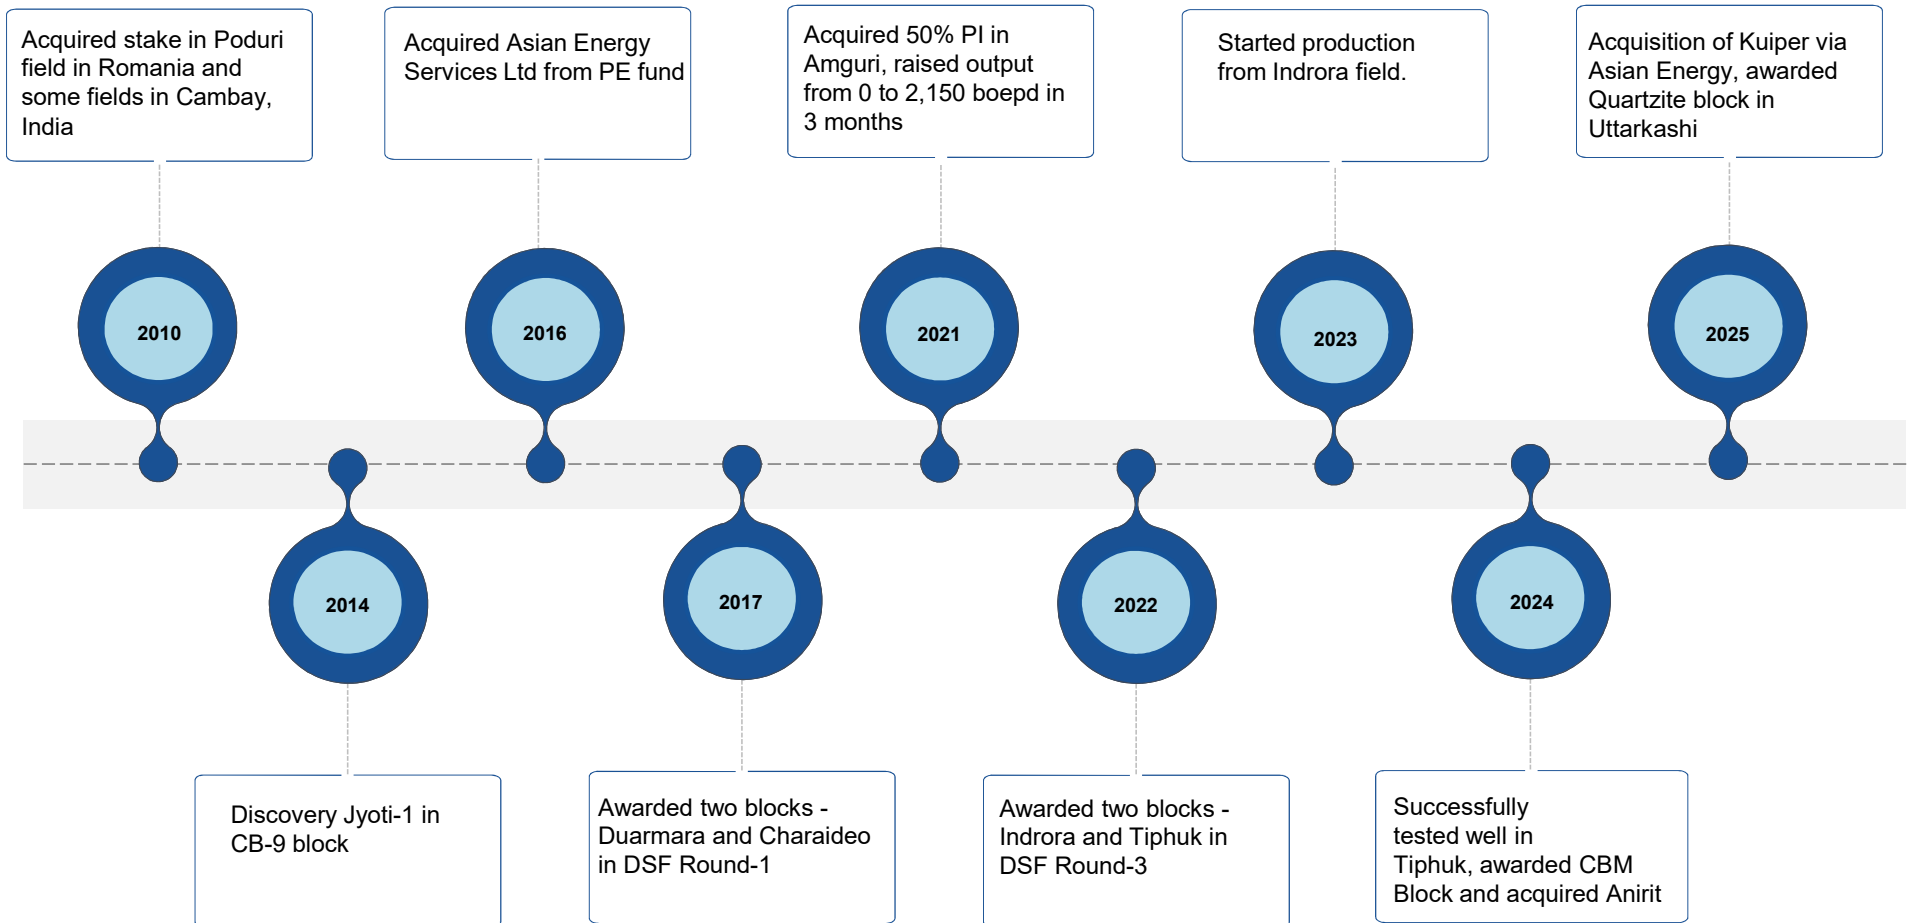 Acquired stake in Poduri
field in Romania and
some fields in Cambay,
India
Acquired Asian Energy
Services Ltd from PE fund
Acquired 50% PI in
Amguri, raised output
from 0 to 2,150 boepd in
3 months
Started production
from Indrora field.
Acquisition of Kuiper via
Asian Energy, awarded
Quartzite block in
Uttarkashi
2010
2016
2021
2023
2025
2014
2017
2022
2024
Discovery Jyoti-1 in
CB-9 block
Awarded two blocks -
Duarmara and Charaideo
in DSF Round-1
Awarded two blocks -
Indrora and Tiphuk in
DSF Round-3
Successfully
tested well in
Tiphuk, awarded CBM
Block and acquired Anirit